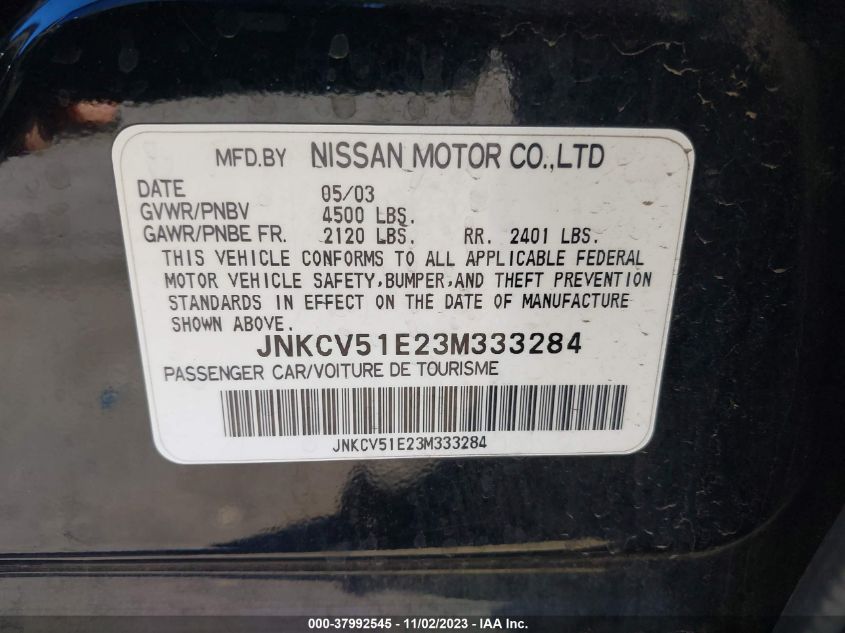 MFD.BY NISSAN MOTOR CO.,LTD
DATE 05/03
GVWR/PNBV 4500 LBS.
GAWR/PNBE FR. 2120 LBS. RR. 2401 LBS.
THIS VEHICLE CONFORMS TO ALL APPLICABLE FEDERAL
MOTOR VEHICLE SAFETY,BUMPER,AND THEFT PREVENTION
STANDARDS IN EFFECT ON THE DATE OF MANUFACTURE
SHOWN ABOVE.
JNKCV51E23M333284
PASSENGER CAR/VOITURE DE TOURISME
JNKCV51E23M333284
000-37992545 - 11/02/2023 - IAA Inc.